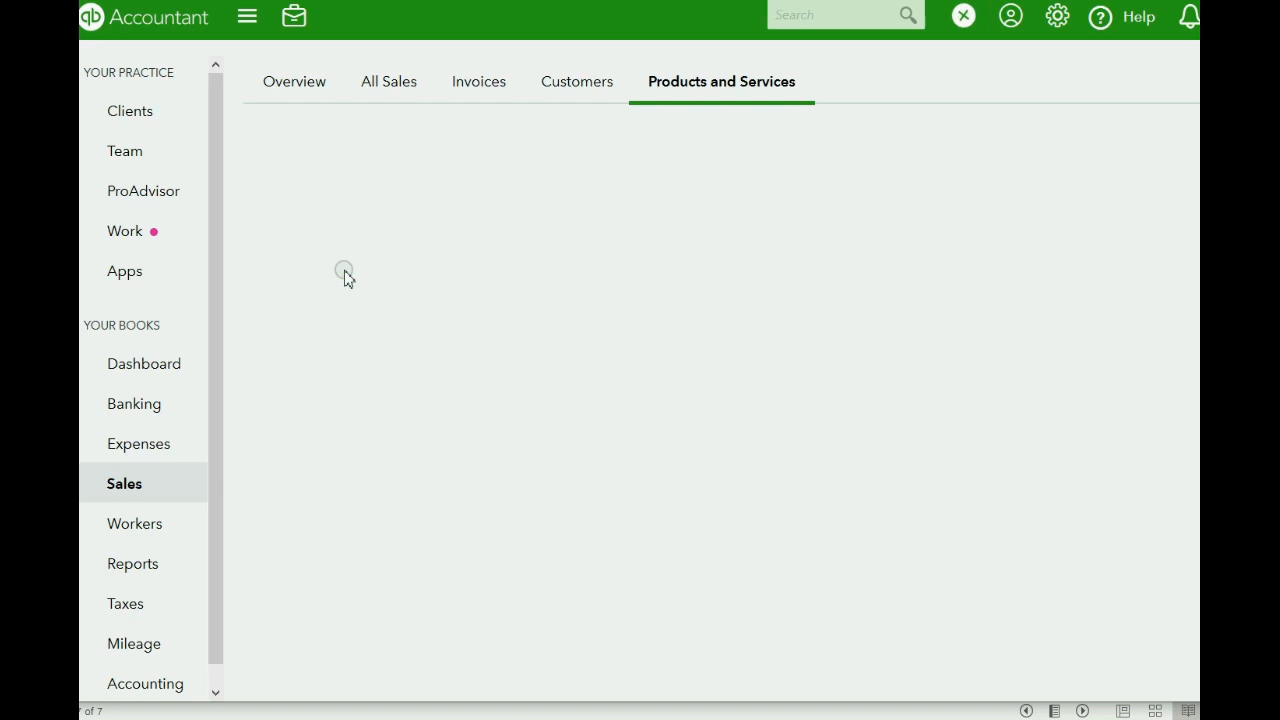 qb Accountant
Search
Help
YOUR PRACTICE
Clients
Team
ProAdvisor
Work
Apps
YOUR BOOKS
Dashboard
Banking
Expenses
Sales
Workers
Reports
Taxes
Mileage
Accounting
Overview All Sales Invoices Customers Products and Services
of 7